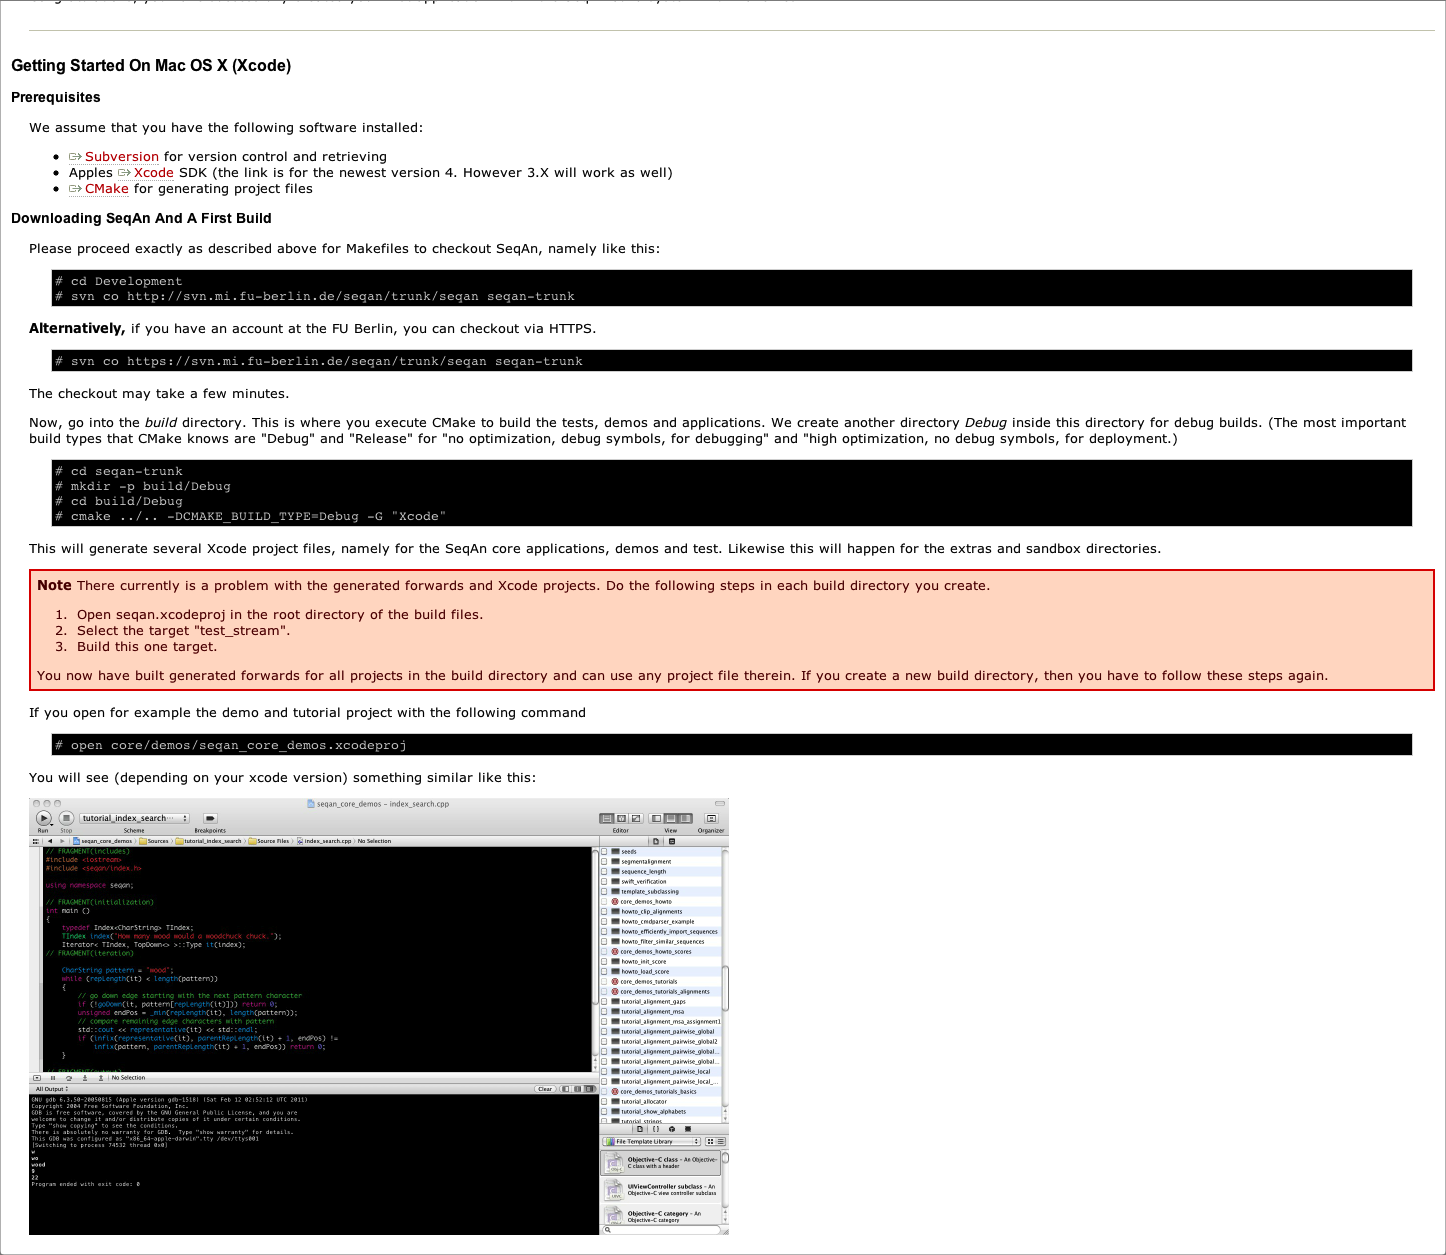 Getting Started On Mac OS X (Xcode)
Prerequisites
We assume that you have the following software installed:
Subversion for version control and retrieving
Apples Xcode SDK (the link is for the newest version 4. However 3.X will work as well)
CMake for generating project files
Downloading SeqAn And A First Build
Please proceed exactly as described above for Makefiles to checkout SeqAn, namely like this:
# cd Development
# svn co http://svn.mi.fu-berlin.de/seqan/trunk/seqan seqan-trunk
Alternatively, if you have an account at the FU Berlin, you can checkout via HTTPS.
# svn co https://svn.mi.fu-berlin.de/seqan/trunk/seqan seqan-trunk
The checkout may take a few minutes.
Now, go into the build directory. This is where you execute CMake to build the tests, demos and applications. We create another directory Debug inside this directory for debug builds. (The most important
build types that CMake knows are "Debug" and "Release" for "no optimization, debug symbols, for debugging" and "high optimization, no debug symbols, for deployment.)
# cd seqan-trunk
# mkdir -p build/Debug
# cd build/Debug
# cmake ../.. -DCMAKE_BUILD_TYPE=Debug -G "Xcode"
This will generate several Xcode project files, namely for the SeqAn core applications, demos and test. Likewise this will happen for the extras and sandbox directories.
Note There currently is a problem with the generated forwards and Xcode projects. Do the following steps in each build directory you create.
1. Open seqan.xcodeproj in the root directory of the build files.
2. Select the target "test_stream".
3. Build this one target.
You now have built generated forwards for all projects in the build directory and can use any project file therein. If you create a new build directory, then you have to follow these steps again.
If you open for example the demo and tutorial project with the following command
# open core/demos/seqan_core_demos.xcodeproj
You will see (depending on your xcode version) something similar like this:
seqan_core_demos - index_search.cpp
tutorial_index_search...
Run Stop Scheme Breakpoints Editor View Organizer
seqan_core_demos Sources tutorial_index_search Source Files index_search.cpp No Selection
// FRAGMENT(includes)
#include <iostream>
#include <seqan/index.h>
using namespace seqan;
// FRAGMENT(initialization)
int main ()
{
typedef Index<CharString> TIndex;
TIndex index("How many wood would a woodchuck chuck.");
Iterator< TIndex, TopDown<> >::Type it(index);
// FRAGMENT(iteration)
CharString pattern = "wood";
while (repLength(it) < length(pattern))
{
// go down edge starting with the next pattern character
if (!goDown(it, pattern[repLength(it)])) return 0;
unsigned endPos = _min(repLength(it), length(pattern));
// compare remaining edge characters with pattern
std::cout << representative(it) << std::endl;
if (infix(representative(it), parentRepLength(it) + 1, endPos) !=
infix(pattern, parentRepLength(it) + 1, endPos)) return 0;
}
No Selection
All Output Clear
GNU gdb 6.3.50-20050815 (Apple version gdb-1518) (Sat Feb 12 02:52:12 UTC 2011)
Copyright 2004 Free Software Foundation, Inc.
GDB is free software, covered by the GNU General Public License, and you are
welcome to change it and/or distribute copies of it under certain conditions.
Type "show copying" to see the conditions.
There is absolutely no warranty for GDB. Type "show warranty" for details.
This GDB was configured as "x86_64-apple-darwin".tty /dev/ttys001
[Switching to process 74532 thread 0x0]
w
wo
wood
9
22
Program ended with exit code: 0
seeds
segmentalignment
sequence_length
swift_verification
template_subclassing
core_demos_howto
howto_clip_alignments
howto_cmdparser_example
howto_efficiently_import_sequences
howto_filter_similar_sequences
core_demos_howto_scores
howto_init_score
howto_load_score
core_demos_tutorials
core_demos_tutorials_alignments
tutorial_alignment_gaps
tutorial_alignment_msa
tutorial_alignment_msa_assignment1
tutorial_alignment_pairwise_global
tutorial_alignment_pairwise_global2
tutorial_alignment_pairwise_global...
tutorial_alignment_pairwise_global...
tutorial_alignment_pairwise_local
tutorial_alignment_pairwise_local_...
core_demos_tutorials_basics
tutorial_allocator
tutorial_show_alphabets
tutorial_strings
File Template Library
Objective-C class - An Objective-
C class with a header
UIViewController subclass - An
Objective-C view controller subclass
Objective-C category - An
Objective-C category